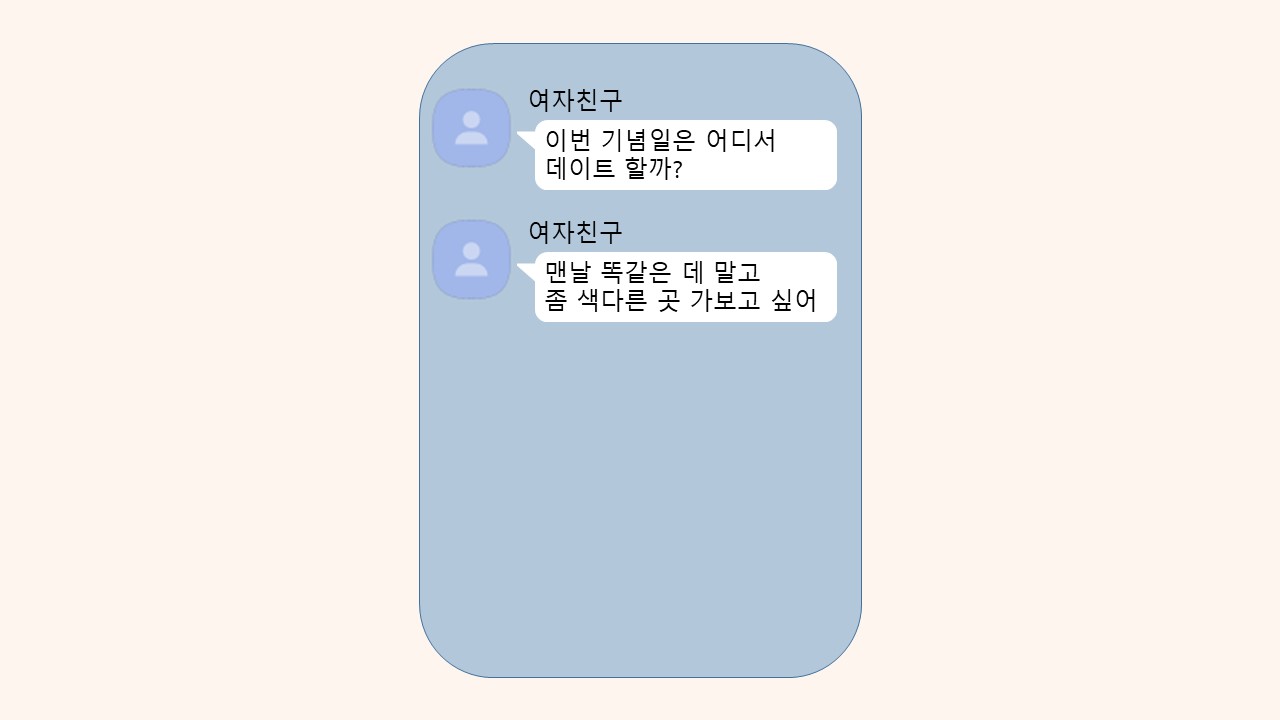 여자친구
이번 기념일은 어디서
데이트 할까?
여자친구
맨날 똑같은 데 말고
좀 색다른 곳 가보고 싶어